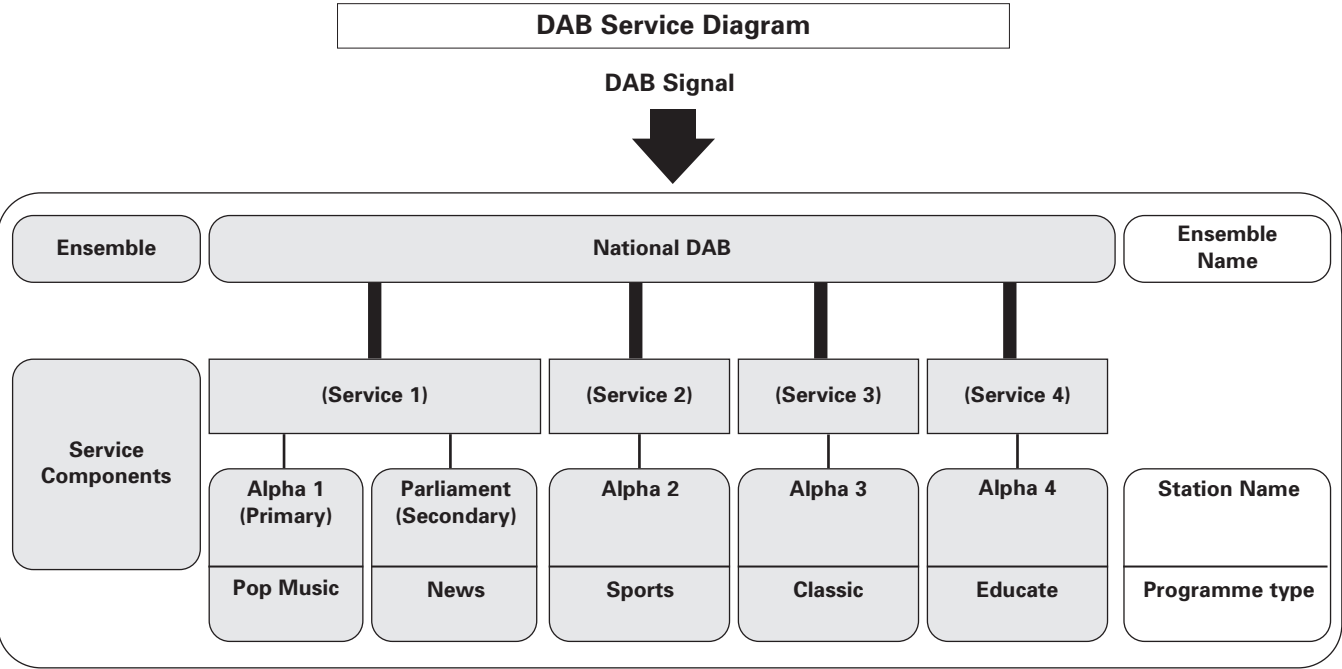 DAB Service Diagram
DAB Signal
Ensemble
National DAB
Ensemble
Name
Service
Components
(Service 1)
(Service 2)
(Service 3)
(Service 4)
Alpha 1
(Primary)
Parliament
(Secondary)
Alpha 2
Alpha 3
Alpha 4
Station Name
Pop Music
News
Sports
Classic
Educate
Programme type